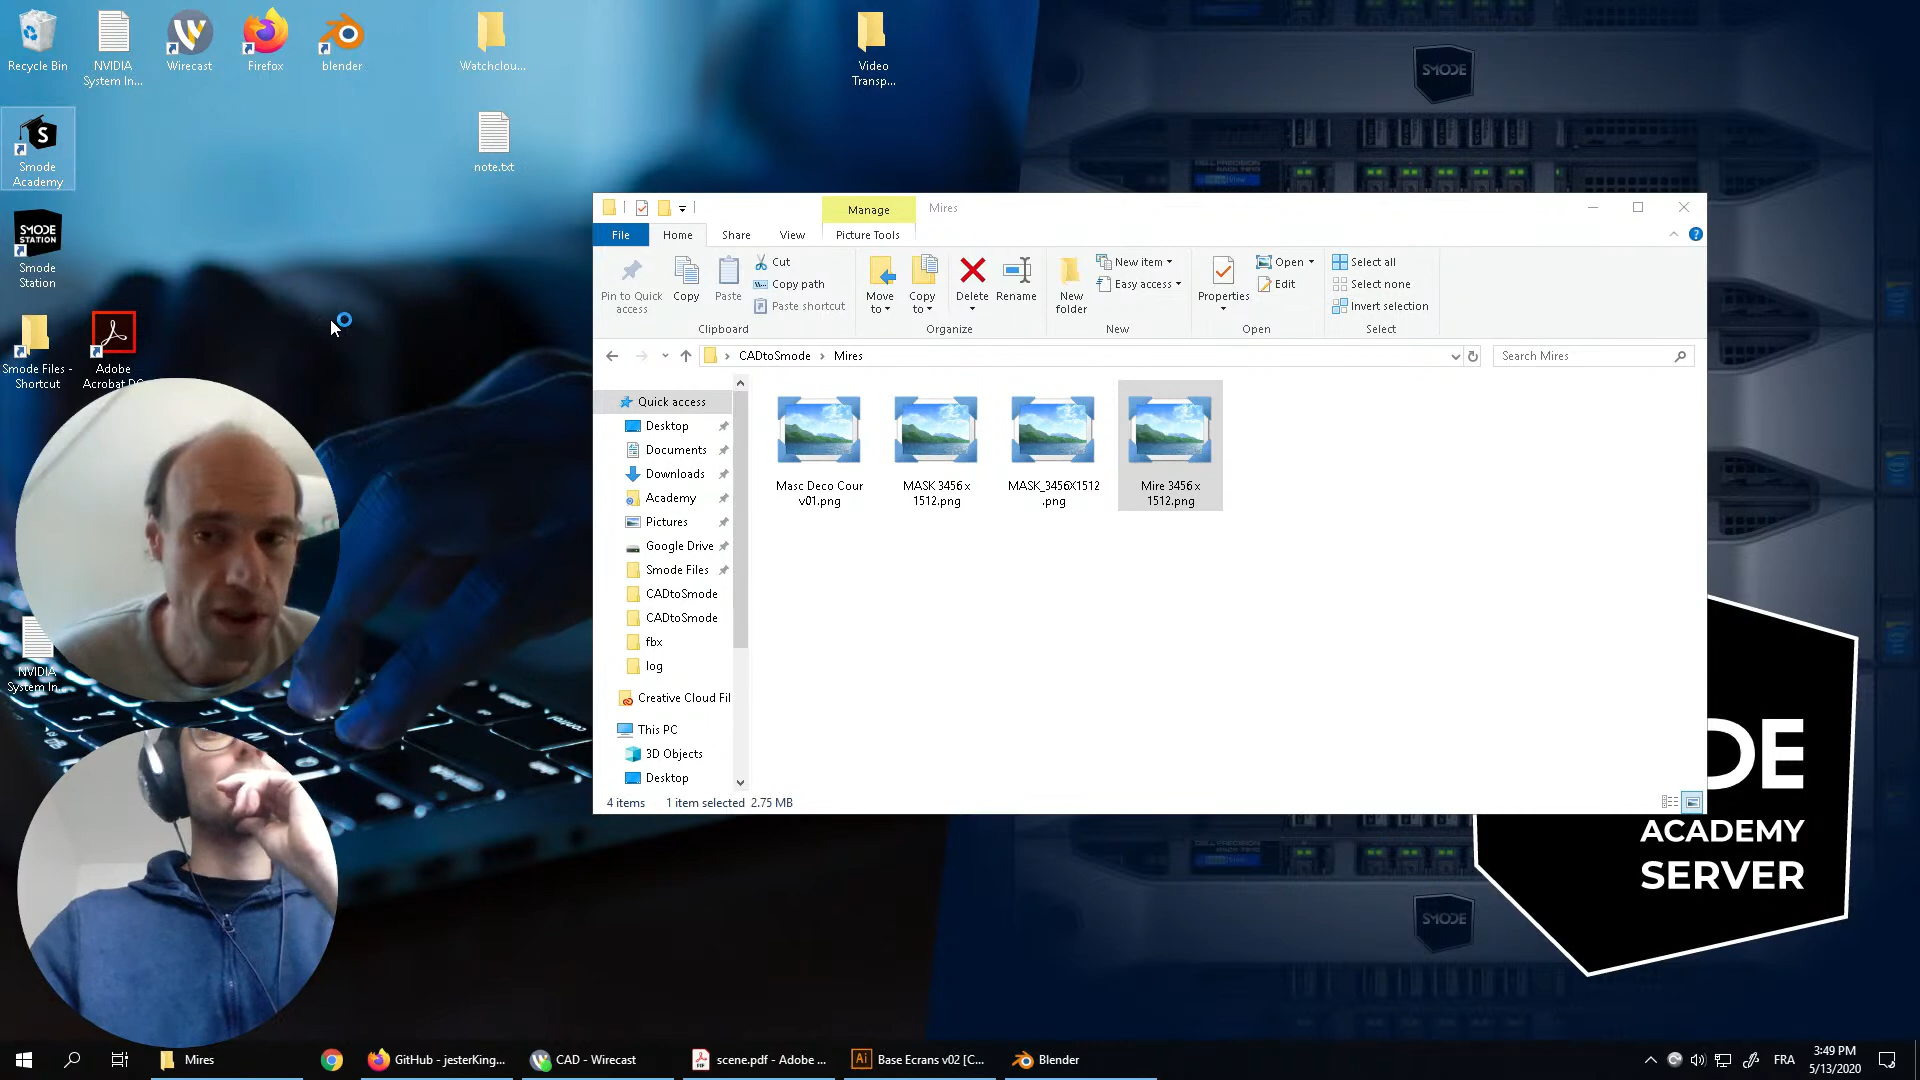 Recycle Bin
NVIDIA
System In...
Wirecast
Firefox
blender
Watchclou...
Video
Transp...
SMODE
S
Smode
Academy
note.txt
SMODE
STATION
Smode
Station
Smode Files -
Shortcut
Adobe
Acrobat DC
NVIDIA
System In...
Manage
Mires
File
Home
Share
View
Picture Tools
Pin to Quick
access
Copy
Paste
Cut
Copy path
Paste shortcut
Clipboard
Move
to
Copy
to
Delete
Rename
Organize
New
folder
New item
Easy access
New
Properties
Open
Edit
Open
Select all
Select none
Invert selection
Select
CADtoSmode
Mires
Search Mires
Quick access
Desktop
Documents
Downloads
Academy
Pictures
Google Drive
Smode Files
CADtoSmode
CADtoSmode
fbx
log
Creative Cloud Fil
This PC
3D Objects
Desktop
Masc Deco Cour
v01.png
MASK 3456 x
1512.png
MASK_3456X1512
.png
Mire 3456 x
1512.png
4 items
1 item selected 2.75 MB
DE
ACADEMY
SERVER
SMODE
Mires
GitHub - jesterKing...
CAD - Wirecast
scene.pdf - Adobe ...
Base Ecrans v02 [C...
Blender
FRA
3:49 PM
5/13/2020